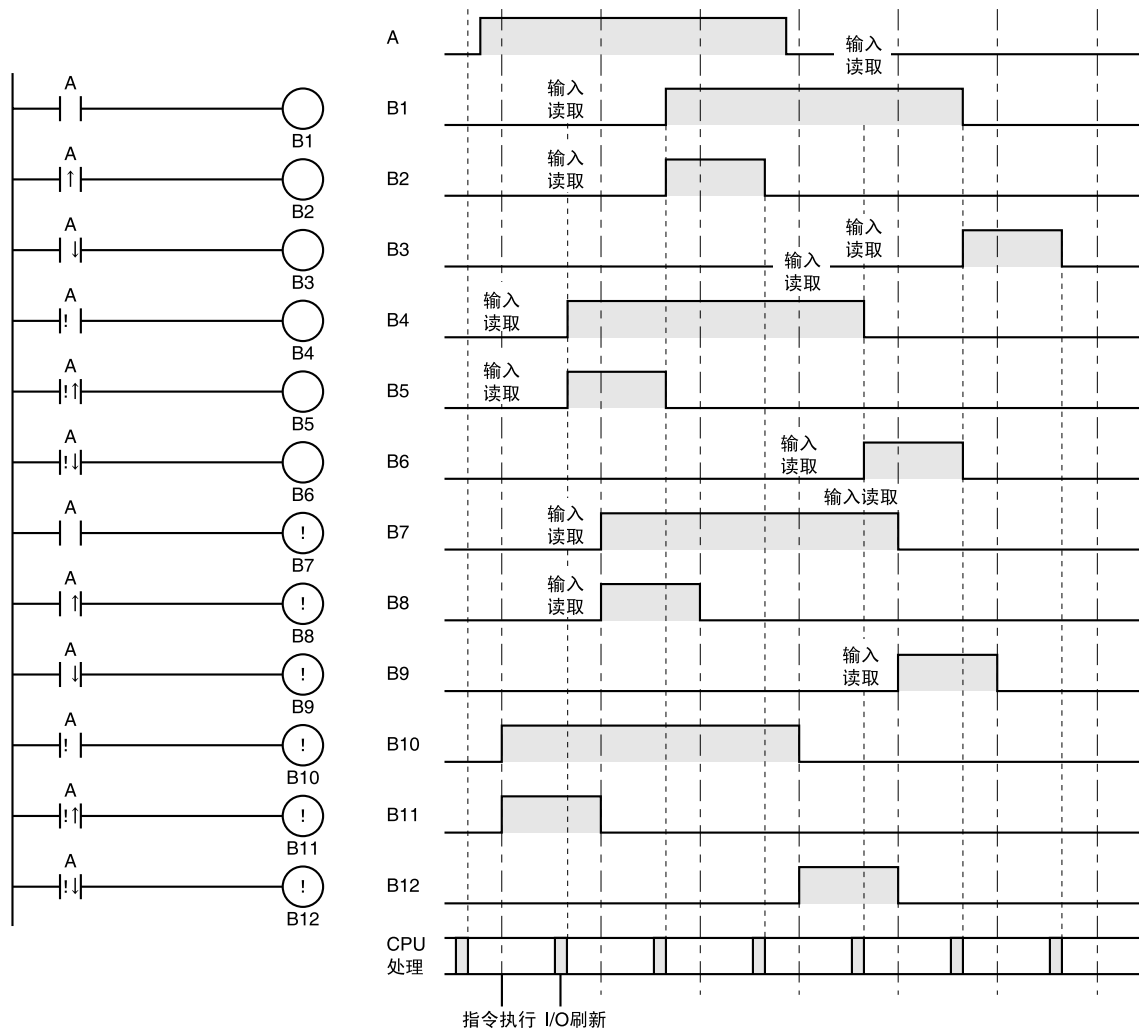 A
B1
A
↑
B2
A
↓
B3
A
!
B4
A
!↑
B5
A
!↓
B6
A
!
B7
A
↑
!
B8
A
↓
!
B9
A
!
!
B10
A
!↑
!
B11
A
!↓
!
B12
A
输入
读取
B1
输入
读取
B2
输入
读取
B3
输入
读取
B4
输入
读取
输入
读取
B5
输入
读取
B6
输入
读取
B7
输入
读取
输入读取
B8
输入
读取
B9
输入
读取
B10
B11
B12
CPU
处理
指令执行 I/O刷新